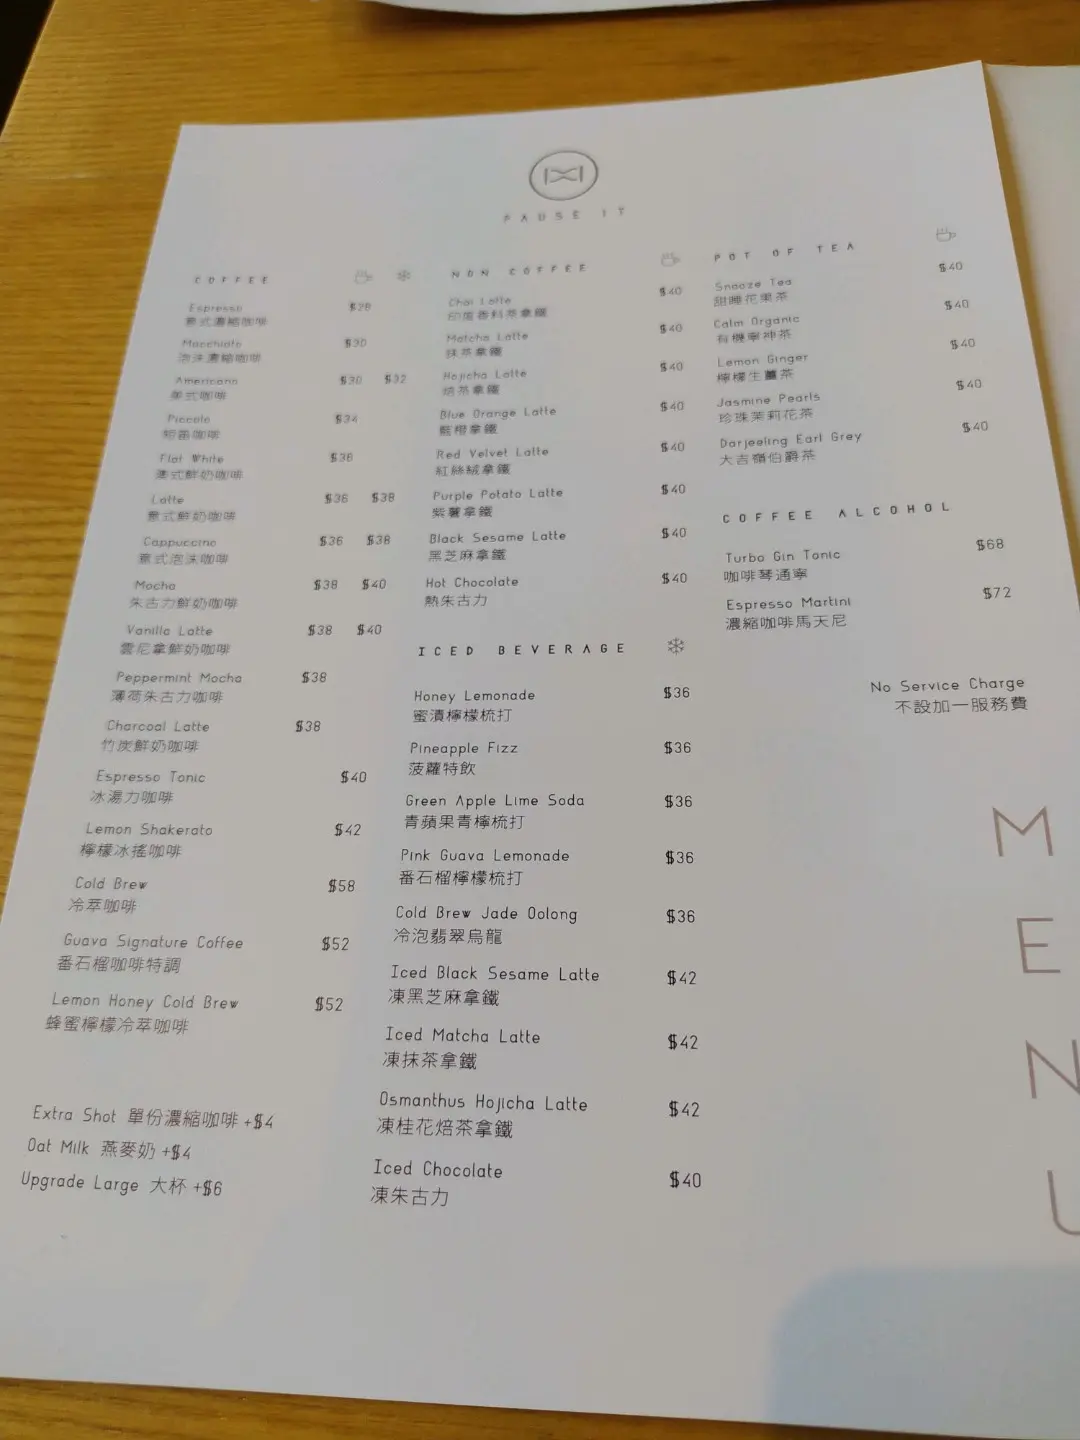 PAUSE IT
COFFEE
Espresso $28
意式濃縮咖啡
Macchiato $30
泡沫濃縮咖啡
Americano $30 $32
美式咖啡
Piccolo $34
短笛咖啡
Flat White $36
澳式鮮奶咖啡
Latte $36 $38
意式鮮奶咖啡
Cappuccino $36 $38
意式泡沫咖啡
Mocha $38 $40
朱古力鮮奶咖啡
Vanilla Latte $38 $40
雲尼拿鮮奶咖啡
Peppermint Mocha $38
薄荷朱古力咖啡
Charcoal Latte $38
竹炭鮮奶咖啡
Espresso Tonic $40
冰湯力咖啡
Lemon Shakerato $42
檸檬冰搖咖啡
Cold Brew $58
冷萃咖啡
Guava Signature Coffee $52
番石榴咖啡特調
Lemon Honey Cold Brew $52
蜂蜜檸檬冷萃咖啡
Extra Shot 單份濃縮咖啡 +$4
Oat Milk 燕麥奶 +$4
Upgrade Large 大杯 +$6
NON COFFEE
Chai Latte $40
印度香料茶拿鐵
Matcha Latte $40
抹茶拿鐵
Hojicha Latte $40
焙茶拿鐵
Blue Orange Latte $40
藍橙拿鐵
Red Velvet Latte $40
紅絲絨拿鐵
Purple Potato Latte $40
紫薯拿鐵
Black Sesame Latte $40
黑芝麻拿鐵
Hot Chocolate $40
熱朱古力
ICED BEVERAGE
Honey Lemonade $36
蜜漬檸檬梳打
Pineapple Fizz $36
菠蘿特飲
Green Apple Lime Soda $36
青蘋果青檸梳打
Pink Guava Lemonade $36
番石榴檸檬梳打
Cold Brew Jade Oolong $36
冷泡翡翠烏龍
Iced Black Sesame Latte $42
凍黑芝麻拿鐵
Iced Matcha Latte $42
凍抹茶拿鐵
Osmanthus Hojicha Latte $42
凍桂花焙茶拿鐵
Iced Chocolate $40
凍朱古力
POT OF TEA
Snooze Tea $40
甜睡花果茶
Calm Organic $40
有機寧神茶
Lemon Ginger $40
檸檬生薑茶
Jasmine Pearls $40
珍珠茉莉花茶
Darjeeling Earl Grey $40
大吉嶺伯爵茶
COFFEE ALCOHOL
Turbo Gin Tonic $68
咖啡琴通寧
Espresso Martini $72
濃縮咖啡馬天尼
No Service Charge
不設加一服務費
MENU